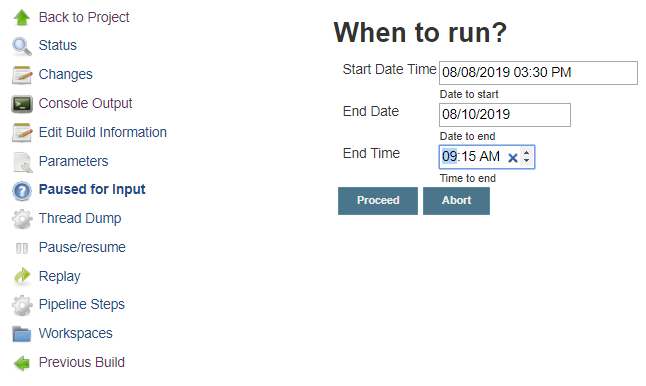 Back to Project
Status
Changes
Console Output
Edit Build Information
Parameters
Paused for Input
Thread Dump
Pause/resume
Replay
Pipeline Steps
Workspaces
Previous Build
When to run?
Start Date Time 08/08/2019 03:30 PM
Date to start
End Date 08/10/2019
Date to end
End Time 09:15 AM
Time to end
Proceed Abort